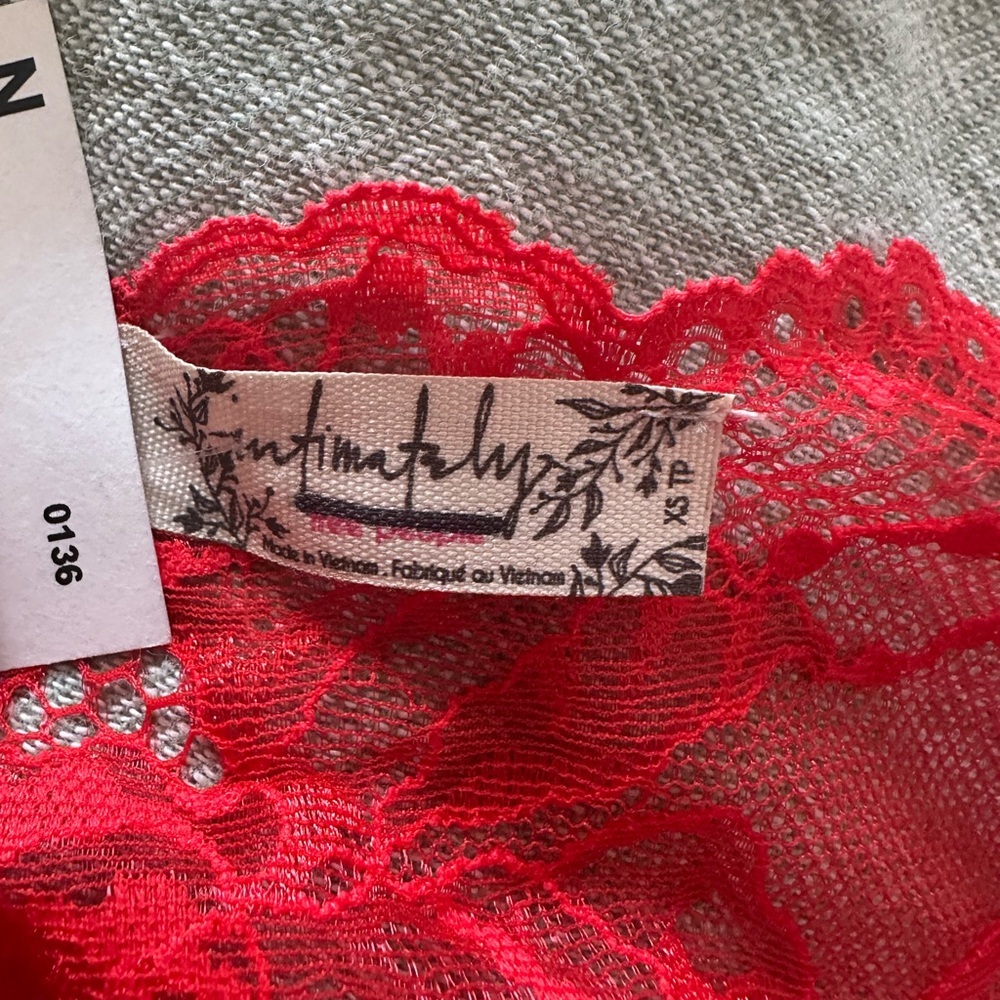 N
0136
intimately
Made in Vietnam . Fabriqué au Vietnam
XS TP